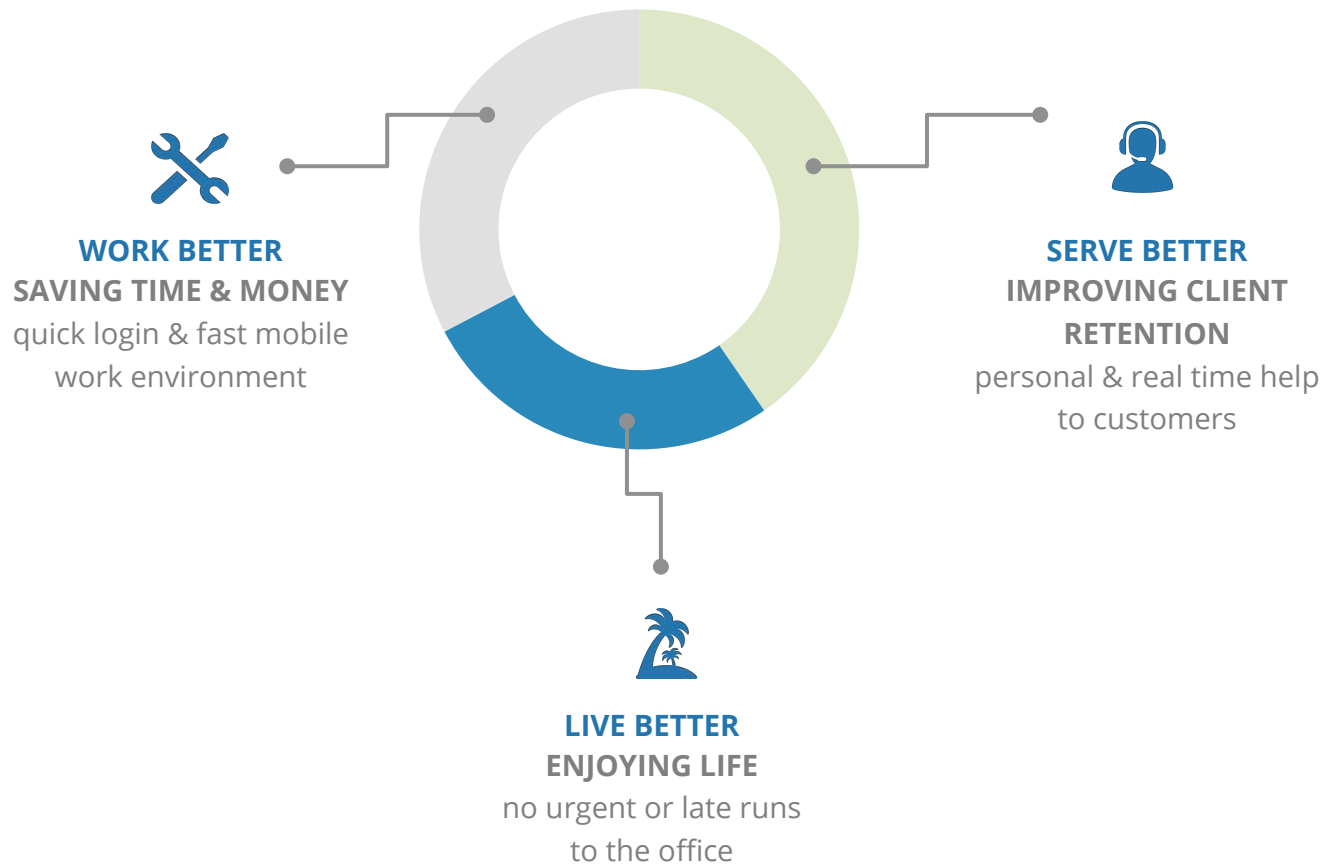 WORK BETTER
SAVING TIME & MONEY
quick login & fast mobile
work environment
SERVE BETTER
IMPROVING CLIENT
RETENTION
personal & real time help
to customers
LIVE BETTER
ENJOYING LIFE
no urgent or late runs
to the office